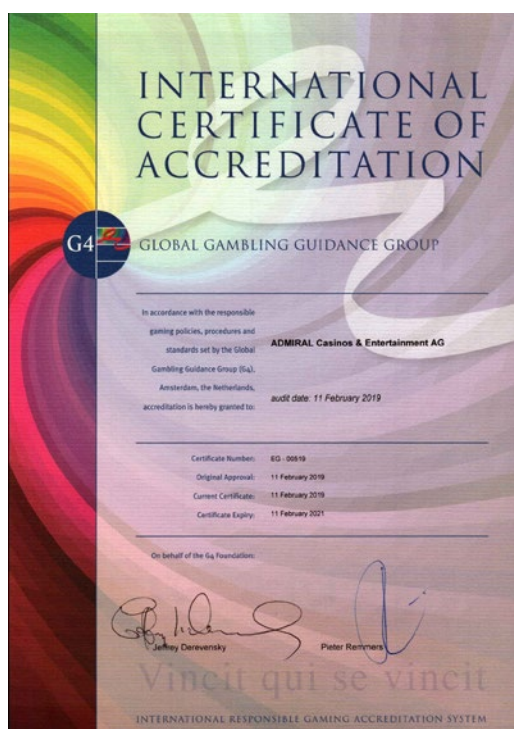 INTERNATIONAL
CERTIFICATE OF
ACCREDITATION
G4
GLOBAL GAMBLING GUIDANCE GROUP
In accordance with the responsible
gaming policies, procedures and
standards set by the Global
Gambling Guidance Group (G4),
Amsterdam, the Netherlands,
accreditation is hereby granted to:
ADMIRAL Casinos & Entertainment AG
audit date: 11 February 2019
Certificate Number: EG - 00519
Original Approval: 11 February 2019
Current Certificate: 11 February 2019
Certificate Expiry: 11 February 2021
On behalf of the G4 Foundation:
Jeffrey Derevensky Pieter Remmers
Vincit qui se vincit
INTERNATIONAL RESPONSIBLE GAMING ACCREDITATION SYSTEM